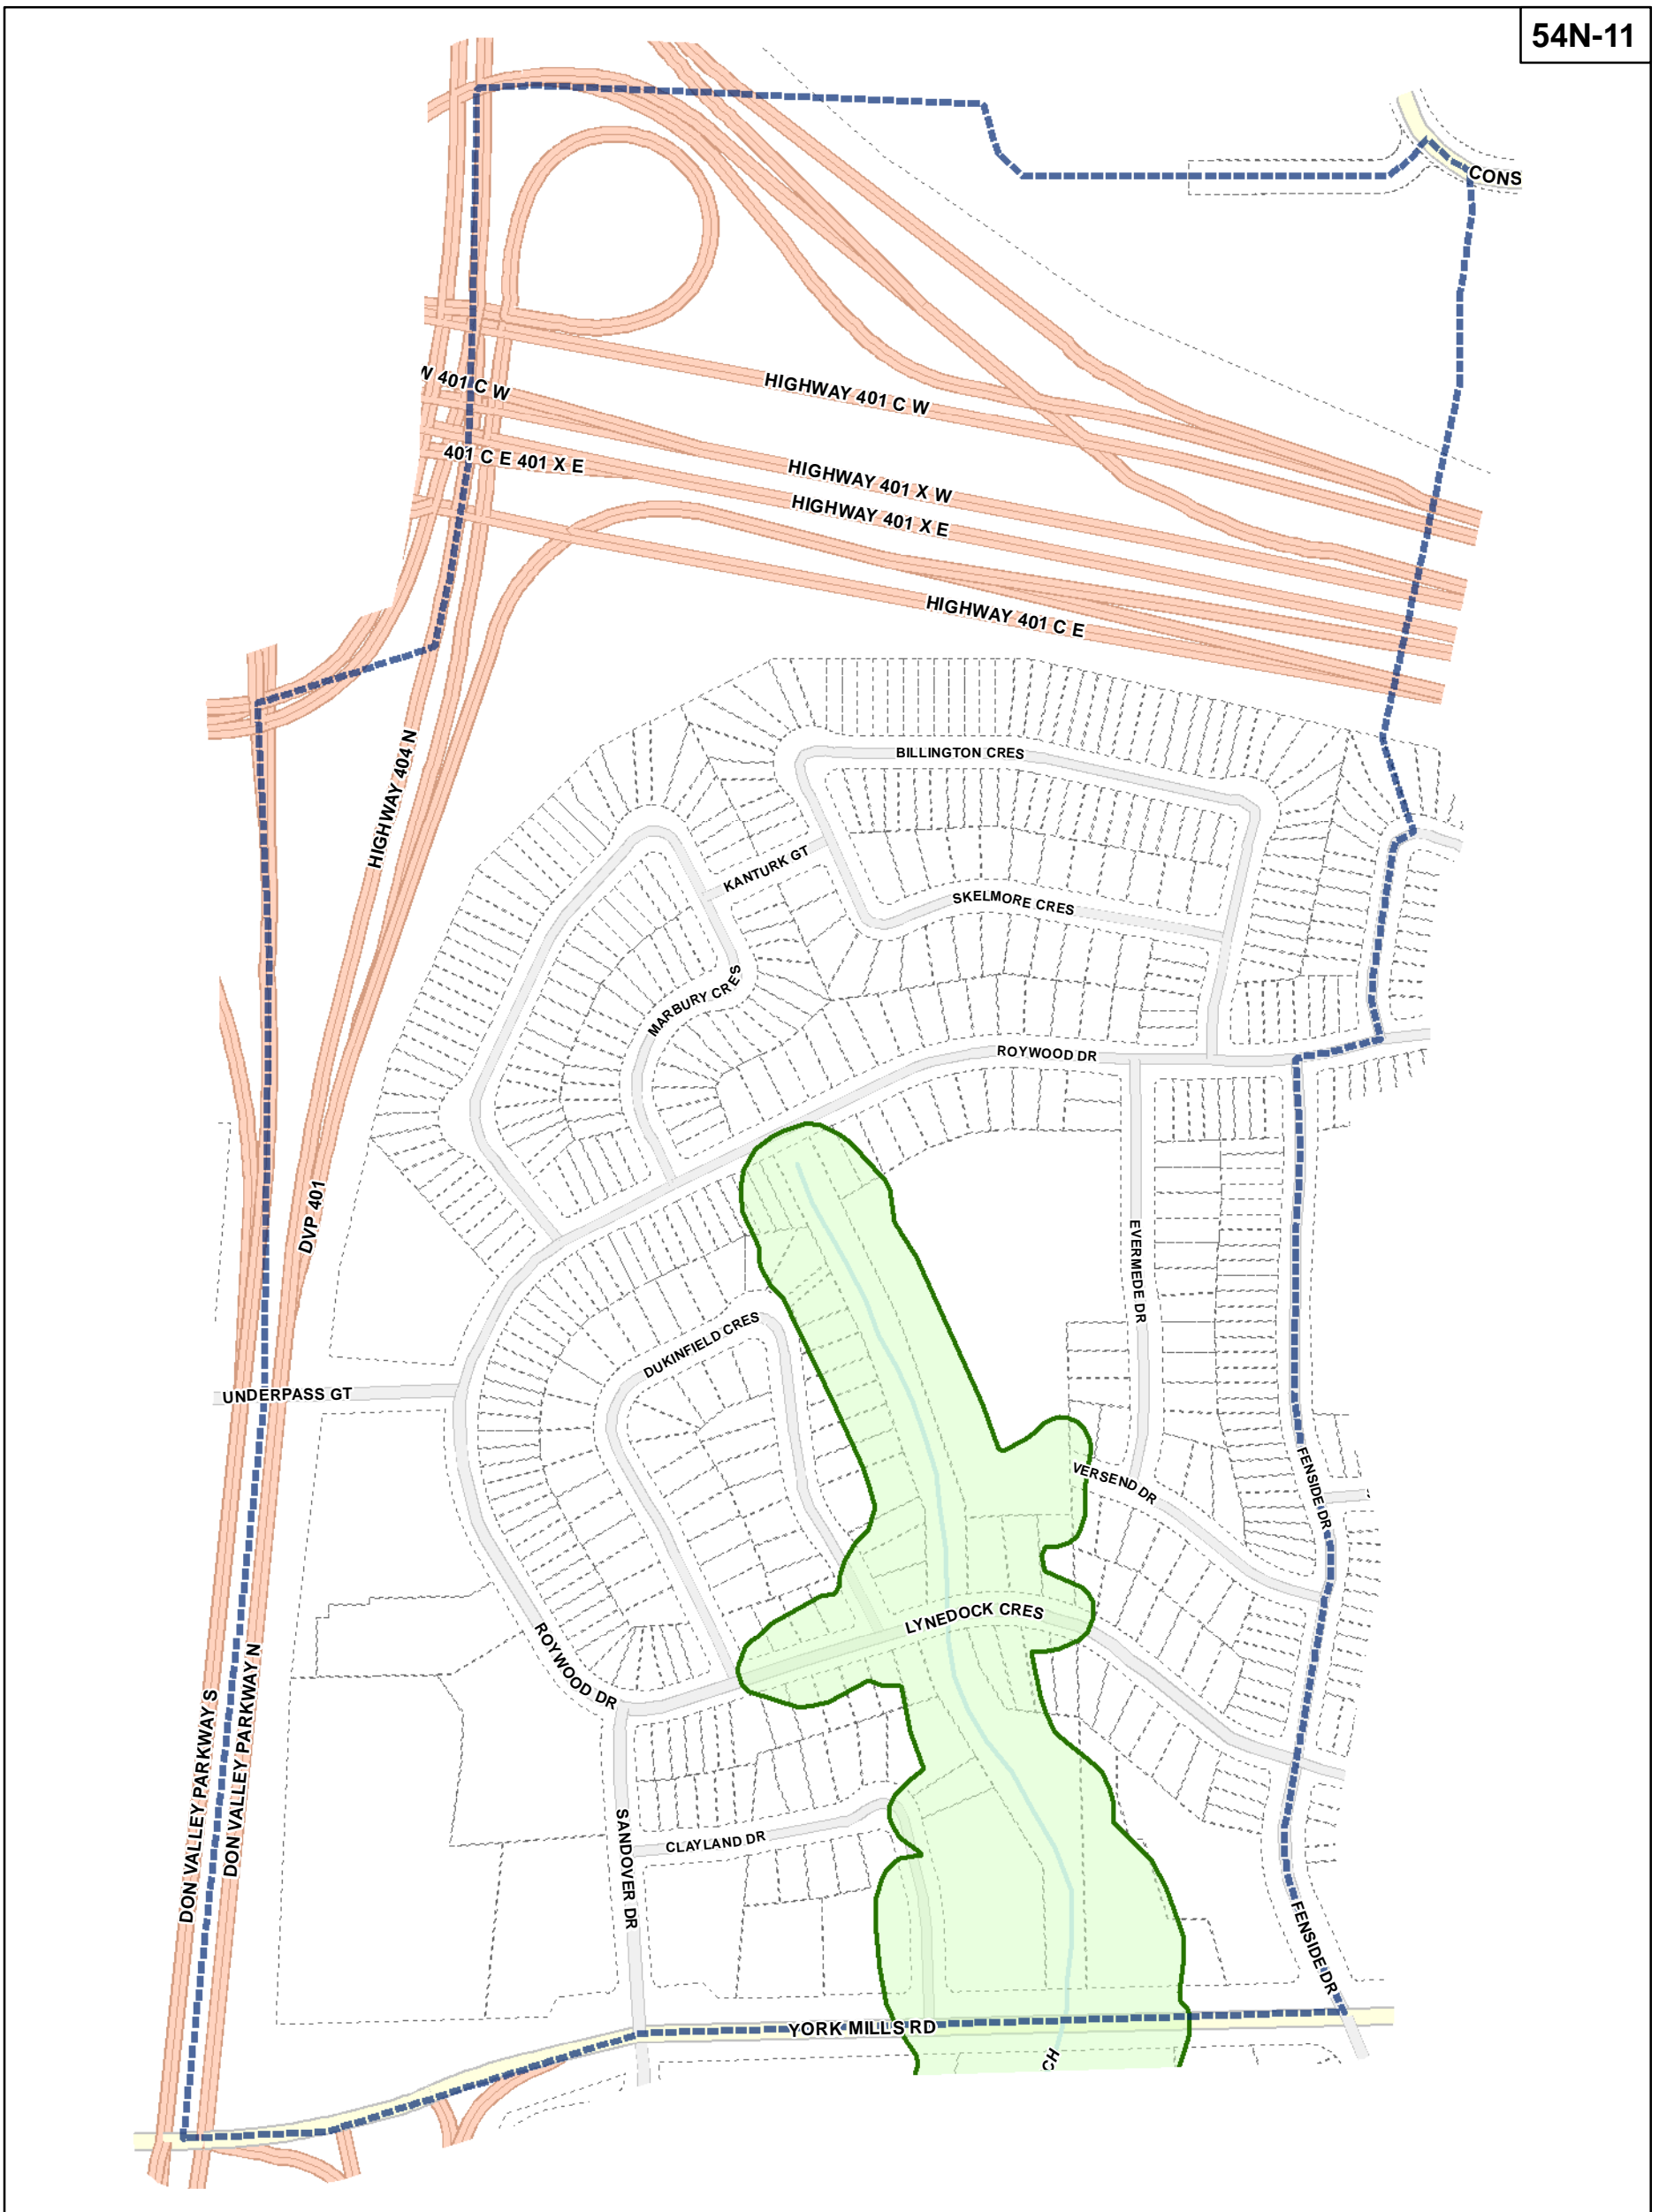 54N-11
CONS
HIGHWAY 401 C W
W 401 C W
401 C E 401 X E
HIGHWAY 401 X W
HIGHWAY 401 X E
HIGHWAY 401 C E
HIGHWAY 404 N
BILLINGTON CRES
KANTURK GT
SKELMORE CRES
MARBURY CRES
ROYWOOD DR
DVP 401
EVERMEDE DR
DUKINFIELD CRES
UNDERPASS GT
VERSEND DR
FENSIDE DR
LYNEDOCK CRES
ROYWOOD DR
DON VALLEY PARKWAY S
DON VALLEY PARKWAY N
SANDOVER DR
CLAYLAND DR
FENSIDE DR
YORK MILLS RD
CH